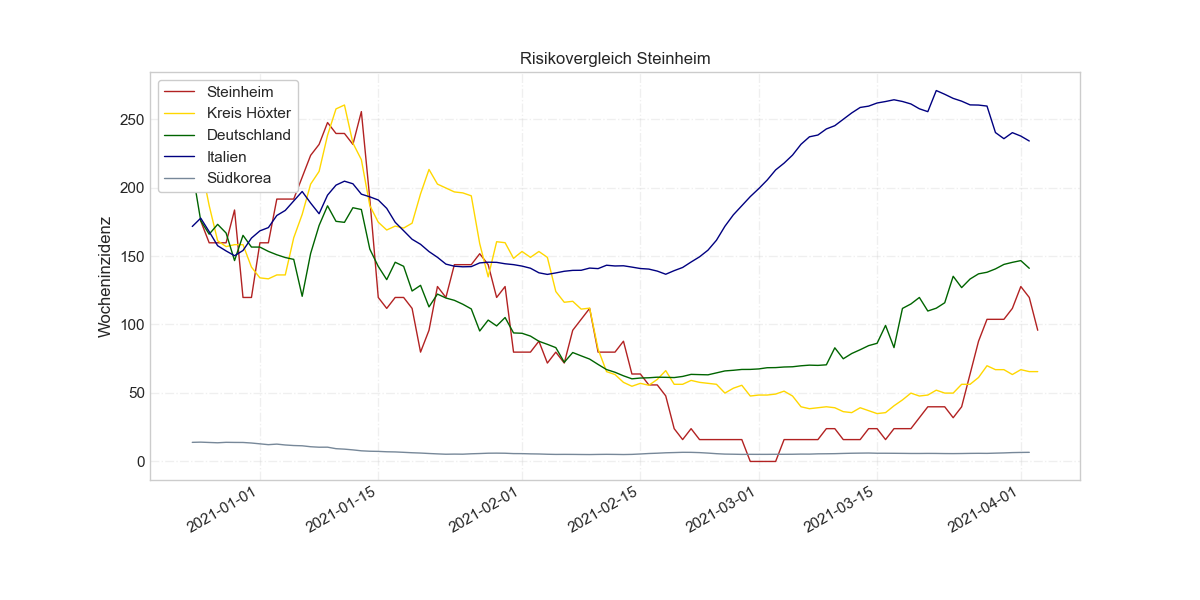 Risikovergleich Steinheim
Steinheim
Kreis Höxter
Deutschland
Italien
Südkorea
Wocheninzidenz
250
200
150
100
50
0
2021-01-01
2021-01-15
2021-02-01
2021-02-15
2021-03-01
2021-03-15
2021-04-01